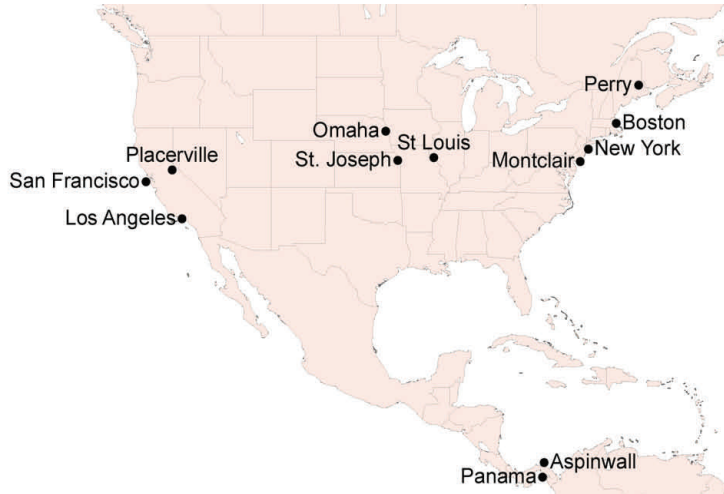 Perry
Boston
Omaha
St Louis
New York
Placerville
St. Joseph
Montclair
San Francisco
Los Angeles
Aspinwall
Panama